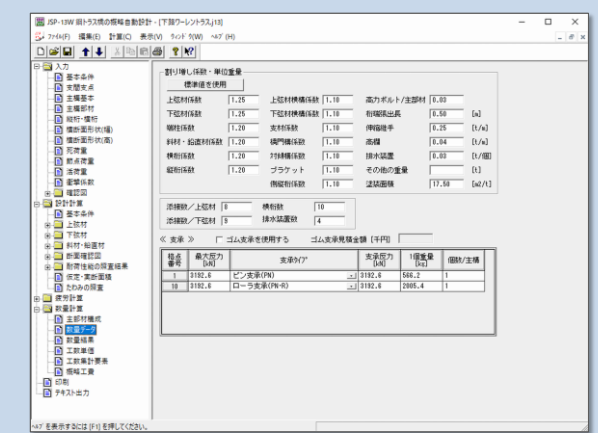 JSP-13W 鋼トラス橋の概略自動設計 - [下路ワーレントラス.j13]
ファイル(F) 編集(E) 計算(C) 表示(V) ウィンドウ(W) ヘルプ(H)
入力
基本条件
支間支点
主構基本
主構部材
縦桁・横桁
横断面形状(幅)
横断面形状(高)
死荷重
節点荷重
活荷重
衝撃係数
確認図
設計計算
基本条件
上弦材
下弦材
斜材・鉛直材
断面確認図
耐荷性能の照査結果
仮定・実断面積
たわみの照査
疲労計算
数量計算
主部材構成
数量データ
数量結果
工数単価
工数集計要表
概略工費
印刷
テキスト出力
割り増し係数・単位重量
標準値を使用
上弦材係数 1.25 上弦材横構係数 1.10 高力ボルト/主部材 0.03
下弦材係数 1.25 下弦材横構係数 1.10 桁端張出長 0.50 [m]
端柱係数 1.20 支材係数 1.10 伸縮継手 0.25 [t/m]
斜材・鉛直材係数 1.20 橋門構係数 1.10 高欄 0.04 [t/m]
横桁係数 1.20 対傾構係数 1.10 排水装置 0.03 [t/個]
縦桁係数 1.20 ブラケット 1.10 その他の重量 [t]
側縦桁係数 1.10 塗装面積 17.50 [m2/t]
添接数/上弦材 8 横桁数 10
添接数/下弦材 9 排水装置数 4
≪ 支承 ≫ ゴム支承を使用する ゴム支承見積金額 [千円]
格点番号 最大反力[kN] 支承タイプ 支承反力[kN] 1個重量[kg] 個数/主構
1 3192.6 ピン支承(PN) 3192.6 566.2 1
10 3192.6 ローラ支承(PN-R) 3192.6 2005.4 1
ヘルプを表示するには [F1] を押してください。